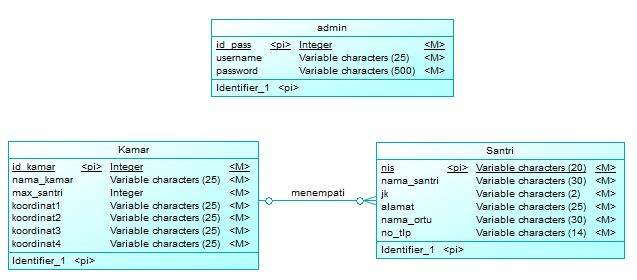 admin
id_pass <pi> Integer <M>
username Variable characters (25) <M>
password Variable characters (500) <M>
Identifier_1 <pi>
Kamar
id_kamar <pi> Integer <M>
nama_kamar Variable characters (25) <M>
max_santri Integer <M>
koordinat1 Variable characters (25) <M>
koordinat2 Variable characters (25) <M>
koordinat3 Variable characters (25) <M>
koordinat4 Variable characters (25) <M>
Identifier_1 <pi>
menempati
Santri
nis <pi> Variable characters (20) <M>
nama_santri Variable characters (30) <M>
jk Variable characters (2) <M>
alamat Variable characters (25) <M>
nama_ortu Variable characters (30) <M>
no_tlp Variable characters (14) <M>
Identifier_1 <pi>